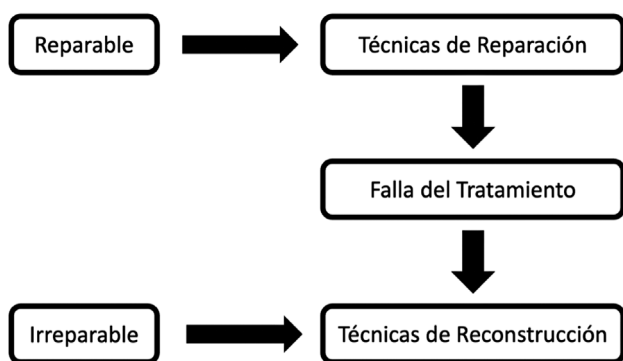 Reparable
Técnicas de Reparación
Falla del Tratamiento
Irreparable
Técnicas de Reconstrucción